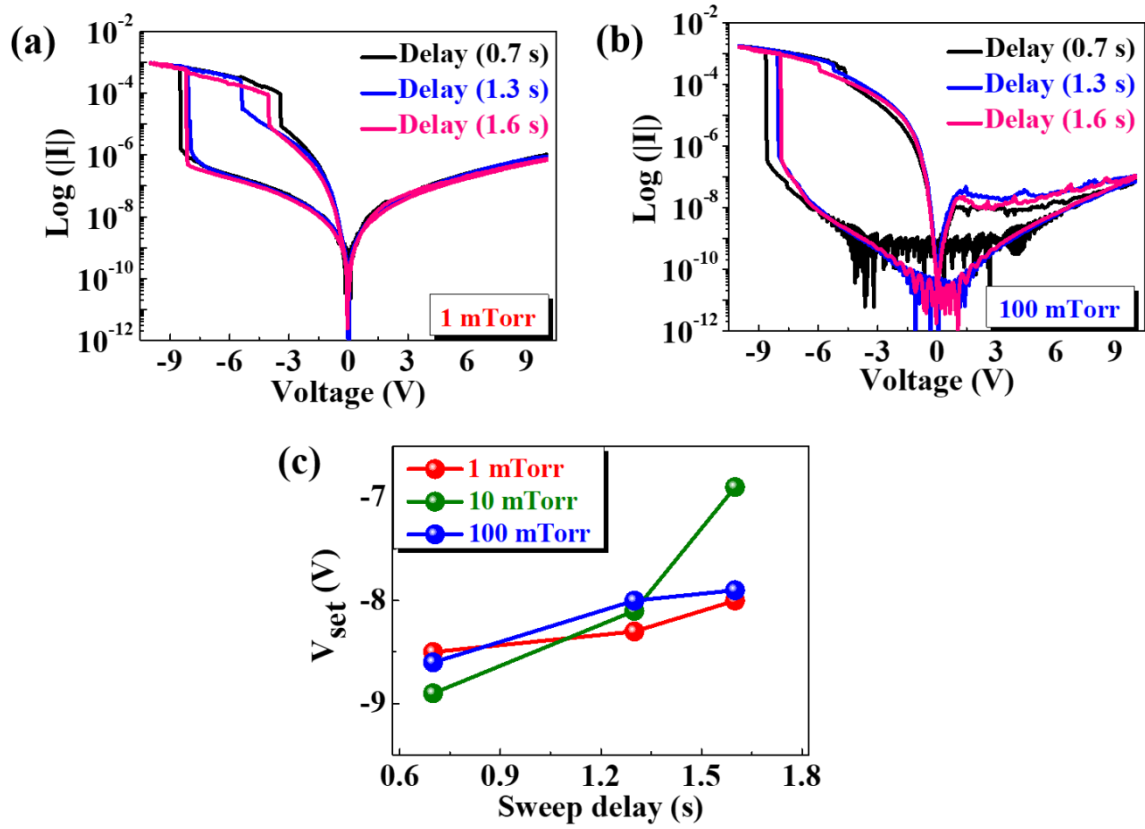 (a)
10⁻²
10⁻⁴
10⁻⁶
10⁻⁸
10⁻¹⁰
10⁻¹²
Log (|I|)
Delay (0.7 s)
Delay (1.3 s)
Delay (1.6 s)
1 mTorr
-9 -6 -3 0 3 6 9
Voltage (V)
(b)
10⁰
10⁻²
10⁻⁴
10⁻⁶
10⁻⁸
10⁻¹⁰
10⁻¹²
Log (|I|)
Delay (0.7 s)
Delay (1.3 s)
Delay (1.6 s)
100 mTorr
-9 -6 -3 0 3 6 9
Voltage (V)
(c)
1 mTorr
10 mTorr
100 mTorr
-7
-8
-9
V_set (V)
0.6 0.9 1.2 1.5 1.8
Sweep delay (s)